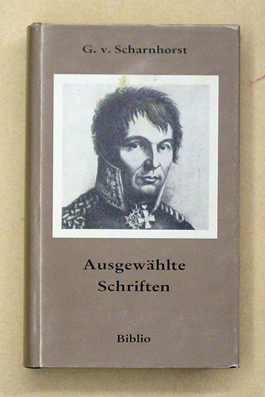 G. v. Scharnhorst
Ausgewählte
Schriften
Biblio